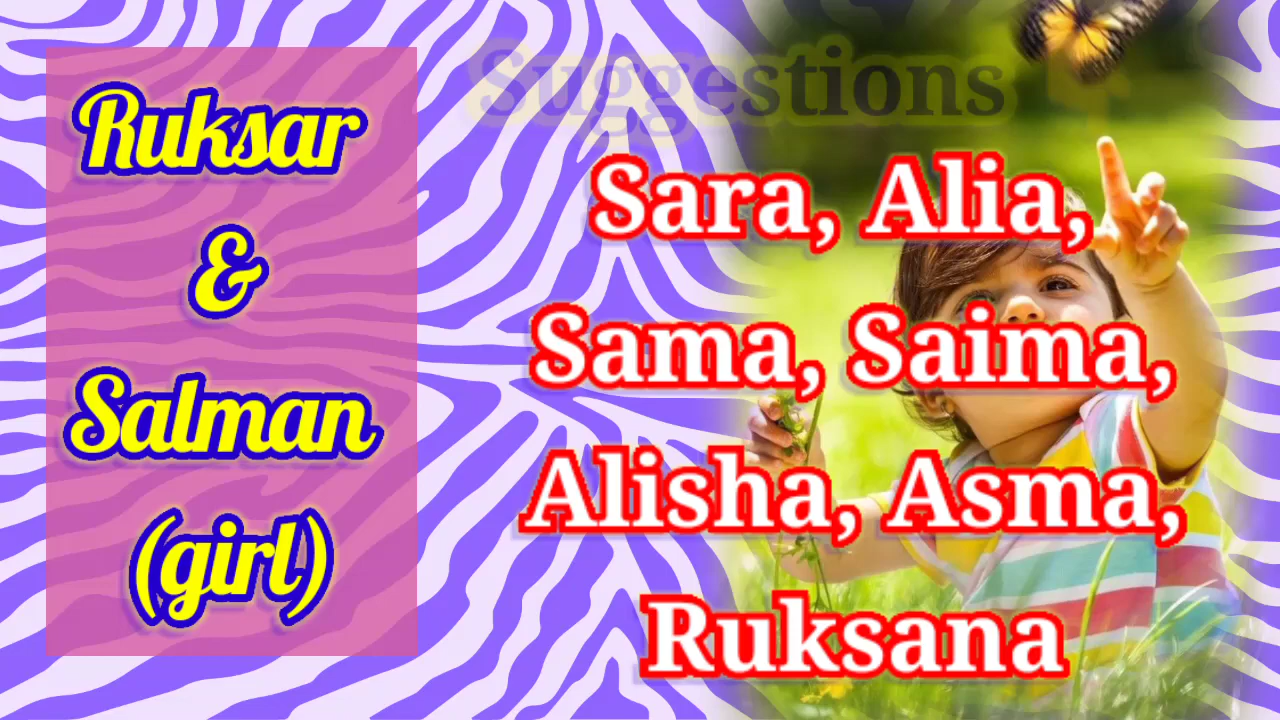 Ruksar
&
Salman
(girl)
Suggestions
Sara, Alia,
Sama, Saima,
Alisha, Asma,
Ruksana